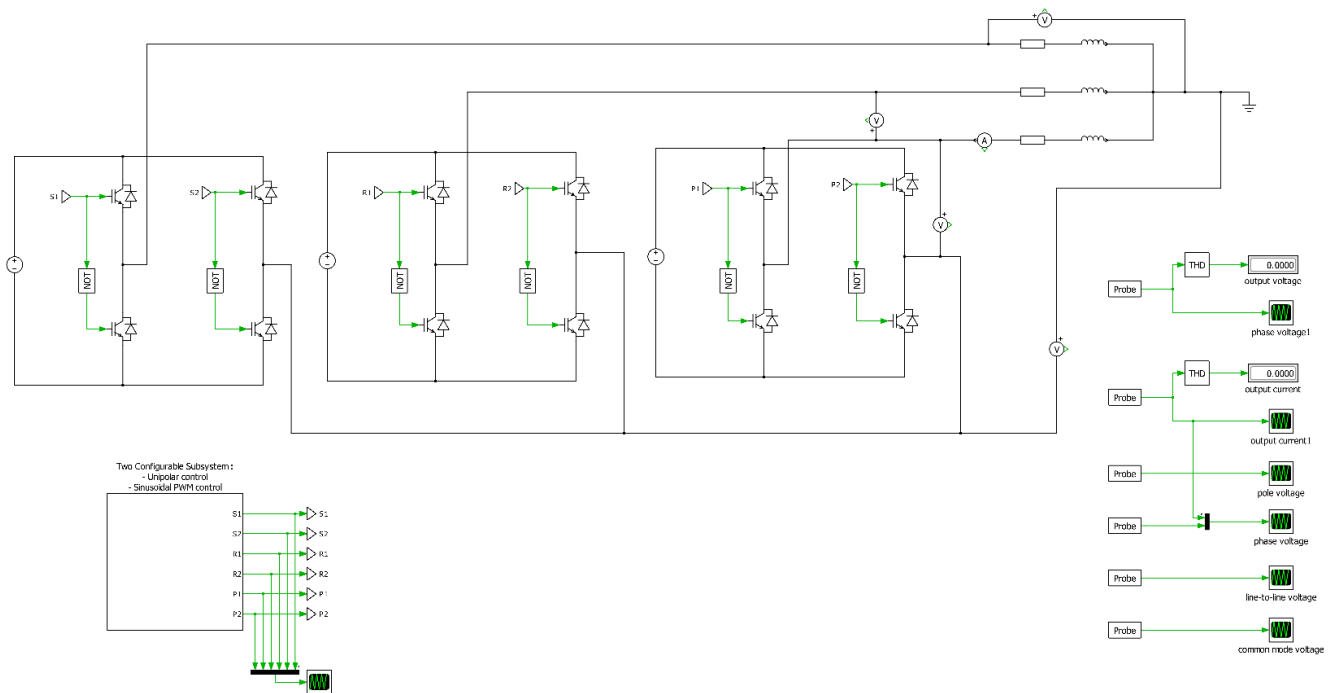 V
V
A
S1
S2
R1
R2
P1
P2
V
NOT
NOT
NOT
NOT
NOT
NOT
V
THD
0.0000
output voltage
Probe
phase voltage1
THD
0.0000
output current
Probe
output current1
Probe
pole voltage
Probe
phase voltage
Probe
line-to-line voltage
Probe
common mode voltage
Two Configurable Subsystem :
- Unipolar control
- Sinusoidal PWM control
S1 S1
S2 S2
R1 R1
R2 R2
P1 P1
P2 P2